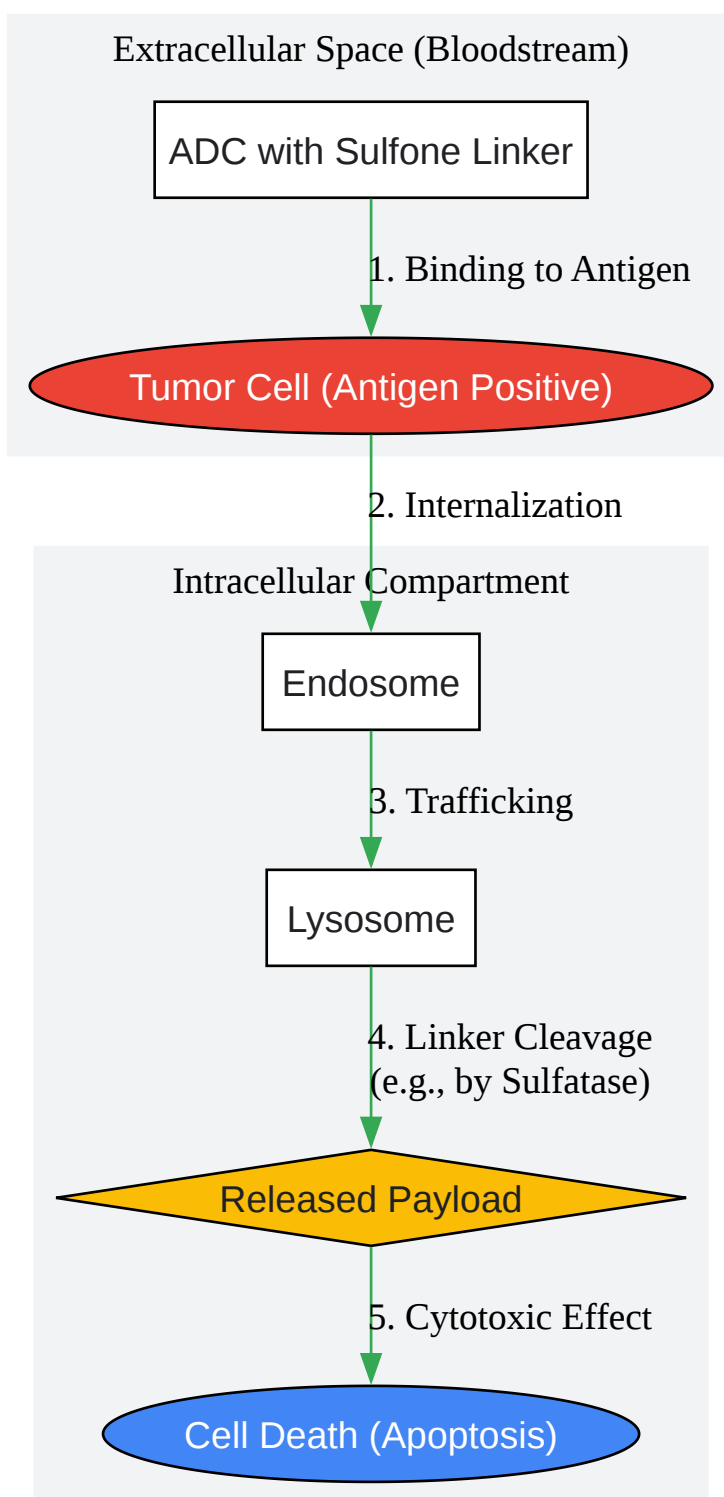 Extracellular Space (Bloodstream)
ADC with Sulfone Linker
1. Binding to Antigen
Tumor Cell (Antigen Positive)
2. Internalization
Intracellular Compartment
Endosome
3. Trafficking
Lysosome
4. Linker Cleavage
(e.g., by Sulfatase)
Released Payload
5. Cytotoxic Effect
Cell Death (Apoptosis)